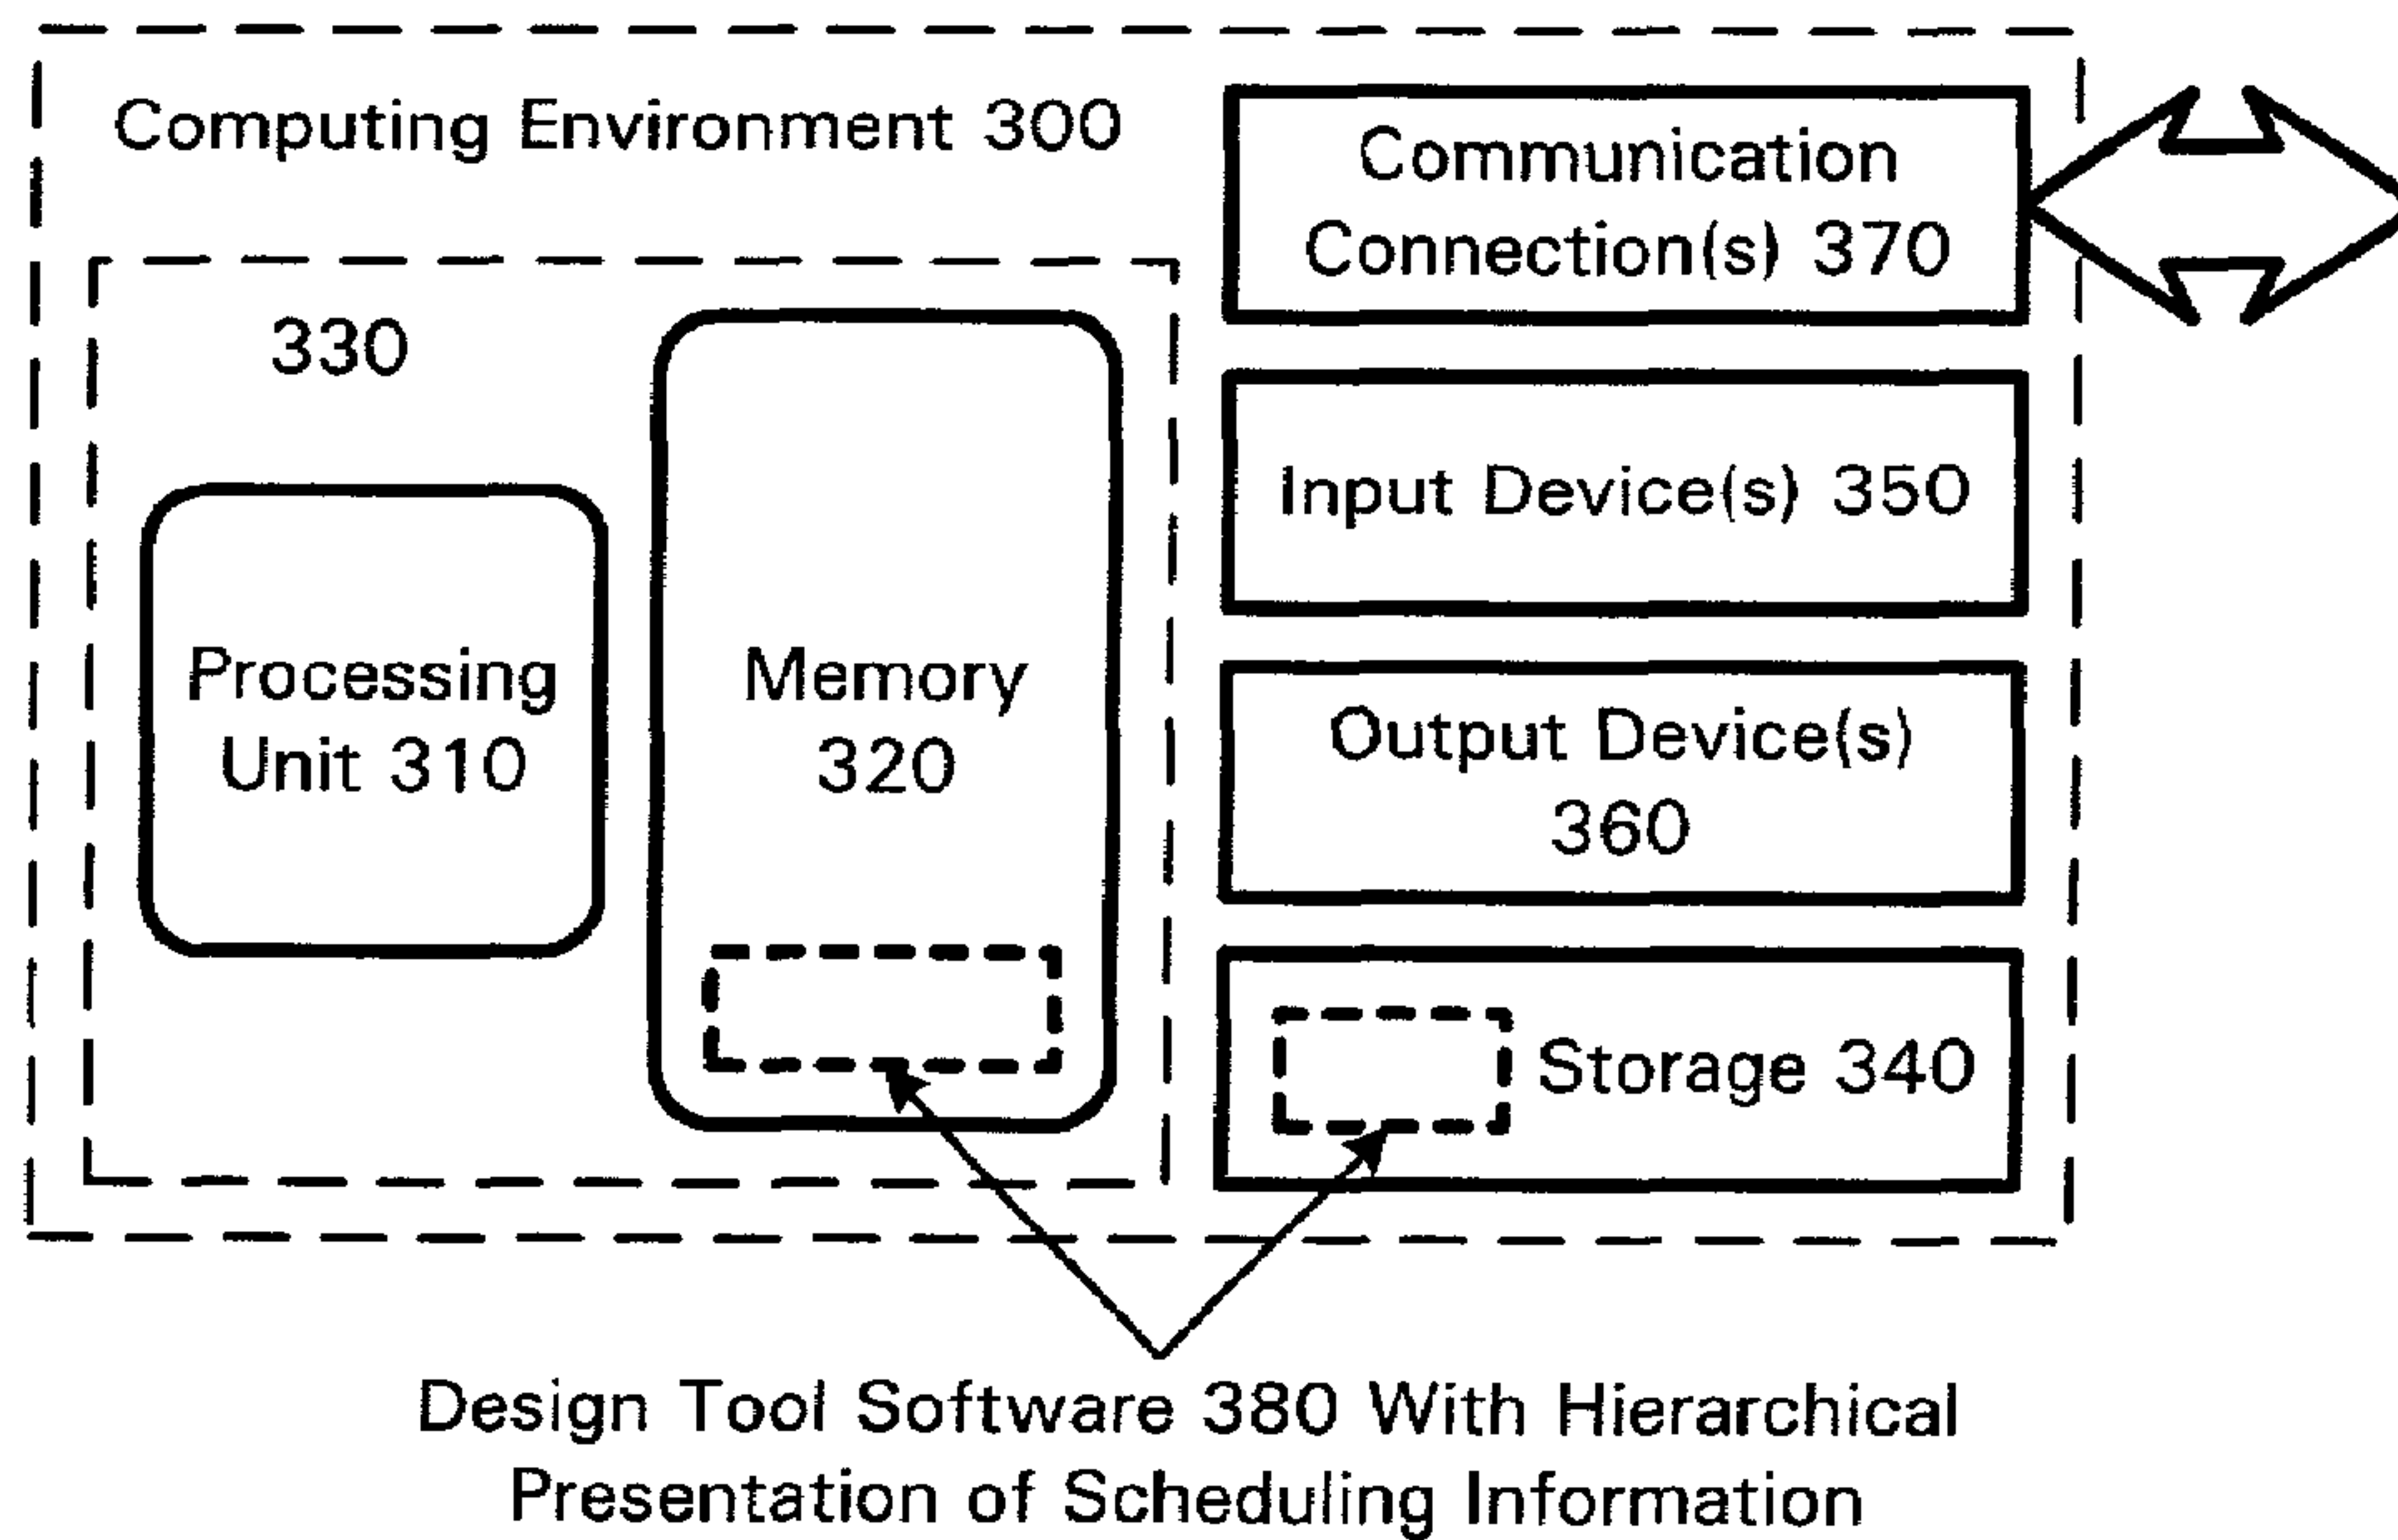 Computing Environment 300
Communication
Connection(s) 370
330
Input Device(s) 350
Processing
Unit 310
Memory
320
Output Device(s)
360
Storage 340
Design Tool Software 380 With Hierarchical
Presentation of Scheduling Information